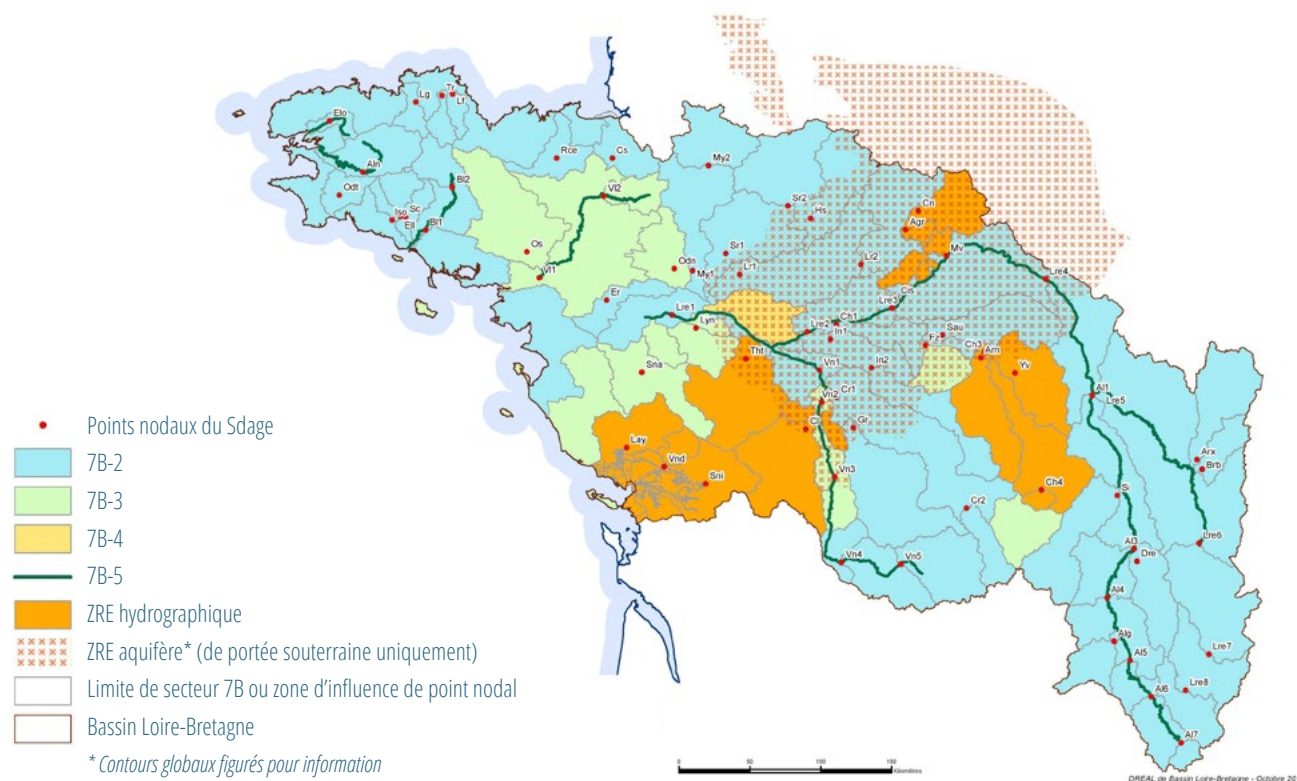 Tr
Lg
Lf
Elo
Aln
Odt
Bl2
Sc
Iso
Ell
Bl1
Rce
Cs
My2
Vl2
Os
Vl1
Odn
My1
Er
Sr2
Hs
Sr1
Lr1
Lr2
Cn
Agr
Mv
Lre4
Cis
Lre3
Lre1
Lyn
Lre2
Ch1
In1
Sau
Fz
Ch3
Arn
Yv
Tht
Sna
Vn1
In2
Cr1
Vn2
Cl
Gr
Al1
Lre5
Lay
Vnd
Sni
Vn3
Ch4
Cr2
Arx
Brb
Si
Lre6
Vn4
Vn5
Al3
Dre
Al4
Alg
Al5
Lre7
Al6
Lre8
Al7
Points nodaux du Sdage
7B-2
7B-3
7B-4
7B-5
ZRE hydrographique
ZRE aquifère* (de portée souterraine uniquement)
Limite de secteur 7B ou zone d'influence de point nodal
Bassin Loire-Bretagne
* Contours globaux figurés pour information
0 50 100 150
Kilomètres
DREAL de Bassin Loire-Bretagne - Octobre 20